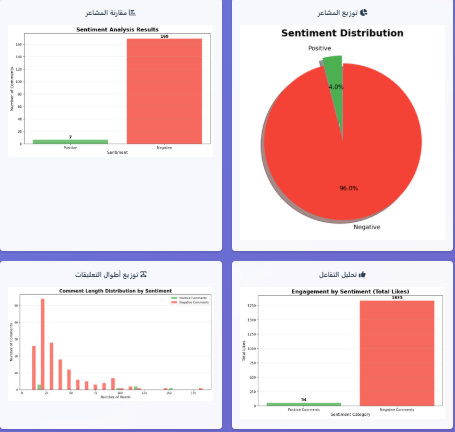 مقارنة المشاعر
Sentiment Analysis Results
169
160
140
120
100
80
60
40
20
0
7
Number of Comments
Positive
Negative
Sentiment
توزيع المشاعر
Sentiment Distribution
Positive
4.0%
96.0%
Negative
توزيع أطوال التعليقات
Comment Length Distribution by Sentiment
Positive Comments
Negative Comments
Number of Comments
Number of Words
تحليل التفاعل
Engagement by Sentiment (Total Likes)
1835
1750
1500
1250
1000
750
500
250
0
Total Likes
Positive Comments
Negative Comments
Sentiment Category